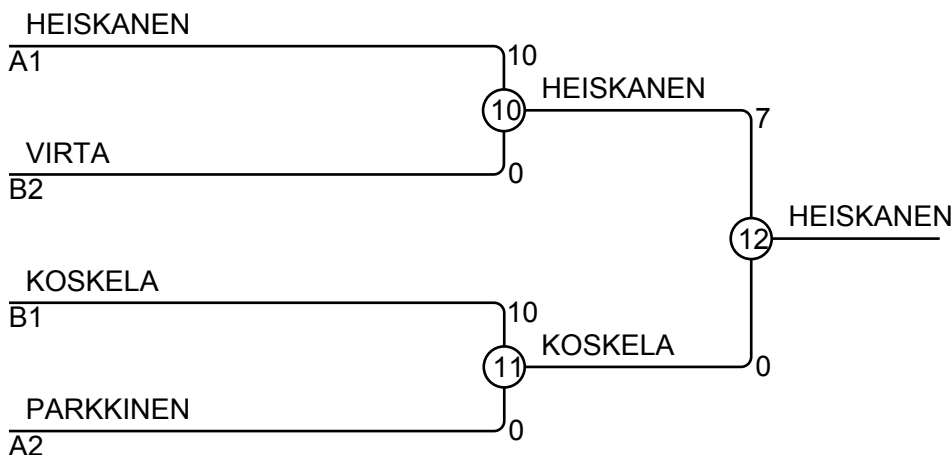 HEISKANEN
A1
10
10
HEISKANEN
7
VIRTA
B2
0
12
HEISKANEN
KOSKELA
B1
10
11
KOSKELA
0
PARKKINEN
A2
0